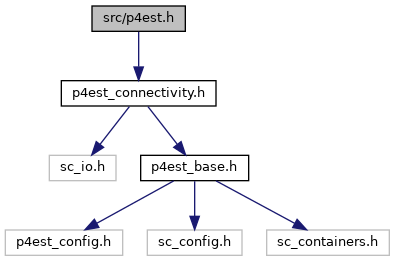 src/p4est.h
p4est_connectivity.h
sc_io.h
p4est_base.h
p4est_config.h
sc_config.h
sc_containers.h